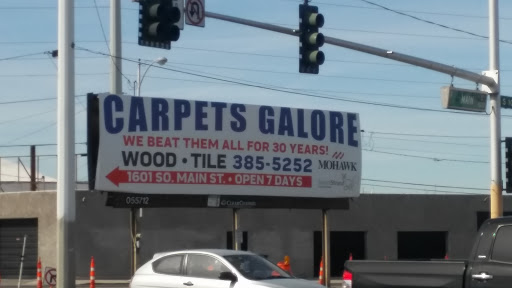 CARPETS GALORE
WE BEAT THEM ALL FOR 30 YEARS!
WOOD • TILE 385-5252 MOHAWK
1601 SO. MAIN ST. • OPEN 7 DAYS
055712